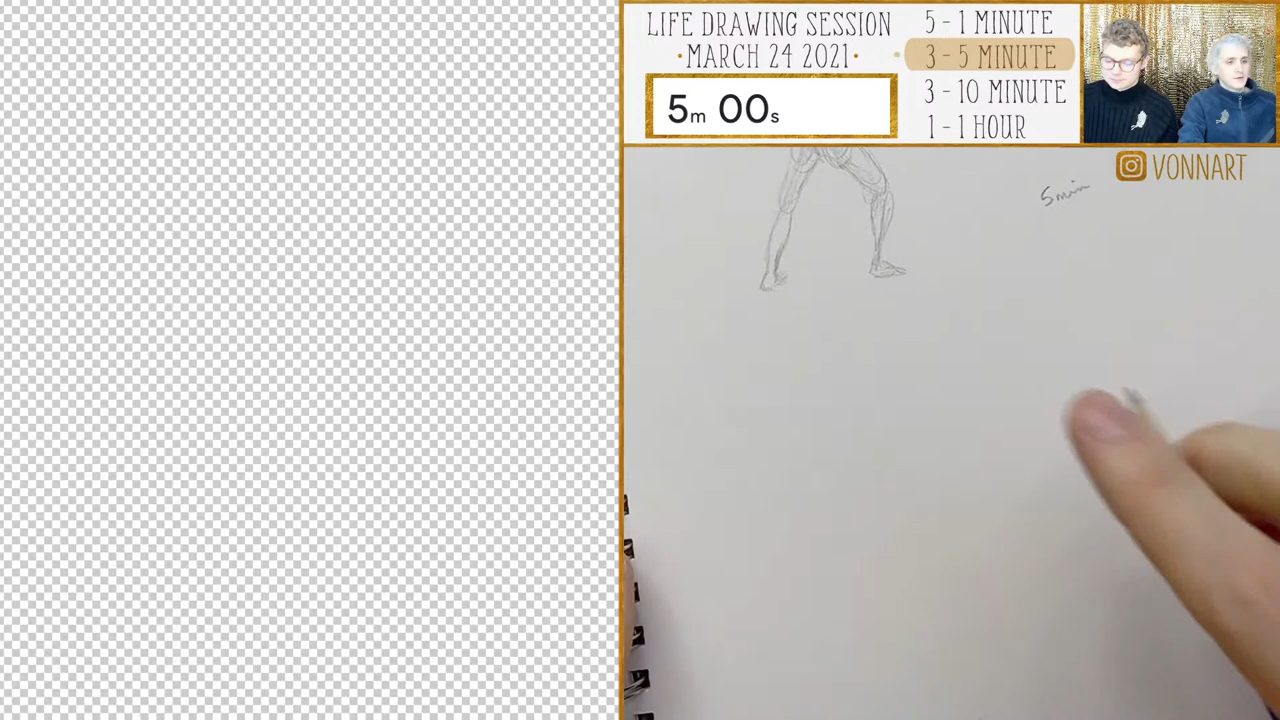 LIFE DRAWING SESSION
·MARCH 24 2021·
5m 00s
5 - 1 MINUTE
3 - 5 MINUTE
3 - 10 MINUTE
1 - 1 HOUR
VONNART
5min